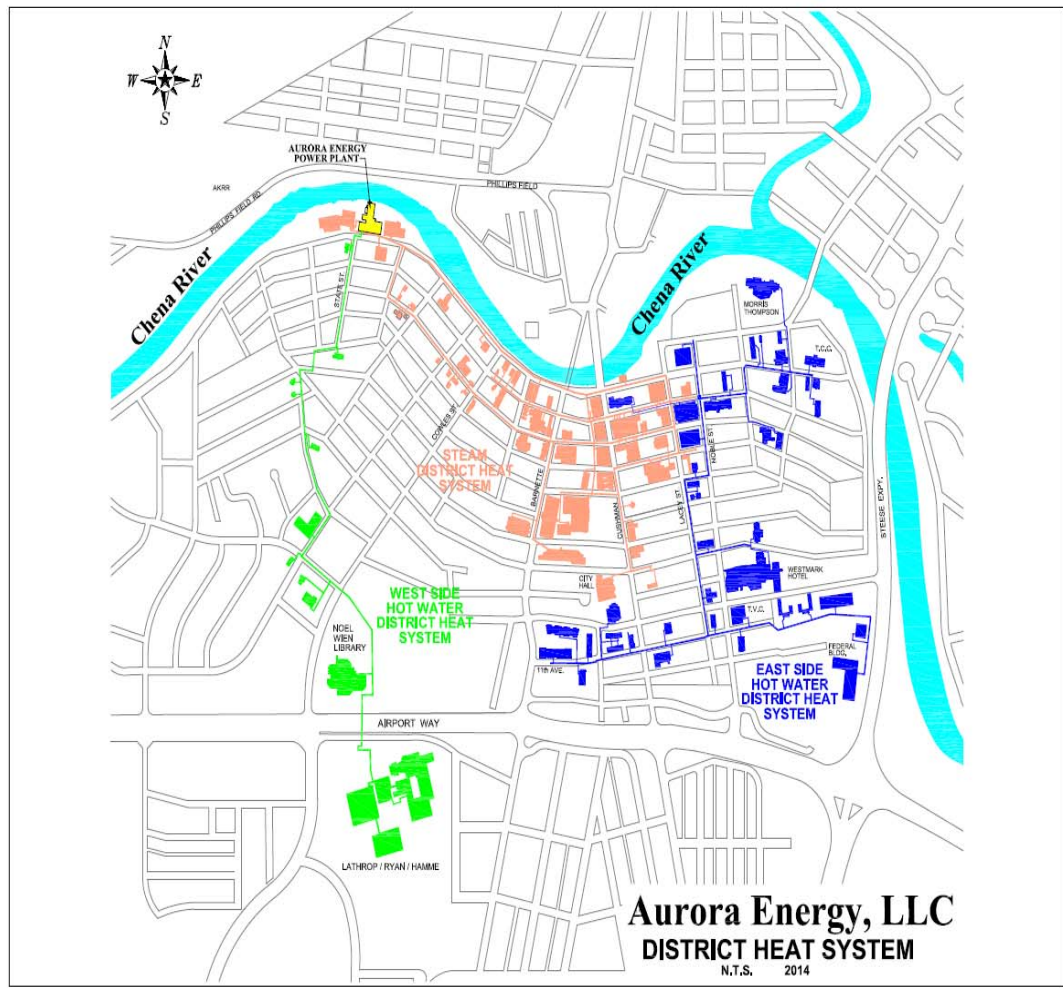 N
W E
S
AURORA ENERGY
POWER PLANT
AKRR
PHILLIPS FIELD RD
PHILLIPS FIELD
Chena River
Chena River
STATE ST.
MORRIS
THOMPSON
T.C.C.
COWLES ST
STEAM
DISTRICT HEAT
SYSTEM
BARNETTE
CUSHMAN
LACEY ST
NOBLE ST
STEESE EXPY.
CITY
HALL
WESTMARK
HOTEL
T.V.C.
WEST SIDE
HOT WATER
DISTRICT HEAT
SYSTEM
NOEL
WIEN
LIBRARY
11th AVE.
FEDERAL
BLDG.
EAST SIDE
HOT WATER
DISTRICT HEAT
SYSTEM
AIRPORT WAY
LATHROP / RYAN / HAMME
Aurora Energy, LLC
DISTRICT HEAT SYSTEM
N.T.S. 2014